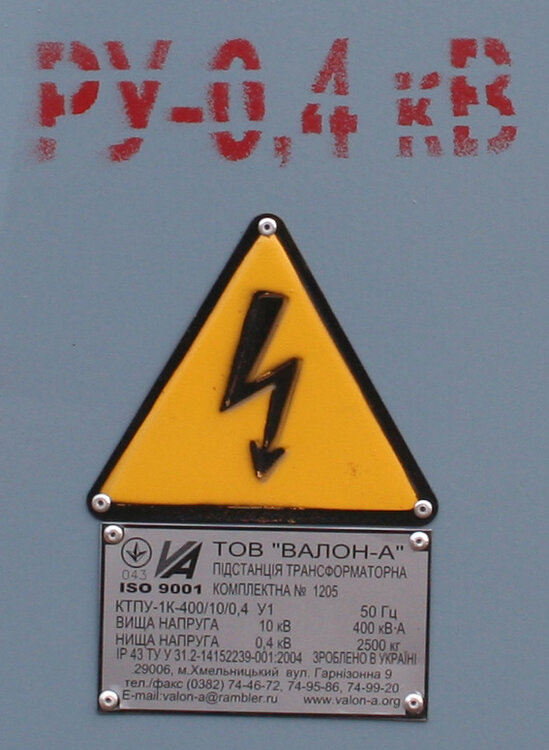 РУ-0,4 кВ
043 VA ТОВ "ВАЛОН-А"
ПІДСТАНЦІЯ ТРАНСФОРМАТОРНА
ISO 9001 КОМПЛЕКТНА № 1205
КТПУ-1К-400/10/0,4 У1 50 Гц
ВИЩА НАПРУГА 10 кВ 400 кВ·А
НИЩА НАПРУГА 0,4 кВ 2500 кг
IP 43 ТУ У 31.2-14152239-001:2004 ЗРОБЛЕНО В УКРАЇНІ
29006, м.Хмельницький вул. Гарнізонна 9
тел./факс (0382) 74-46-72, 74-95-86, 74-99-20
E-mail:valon-a@rambler.ru www.valon-a.org